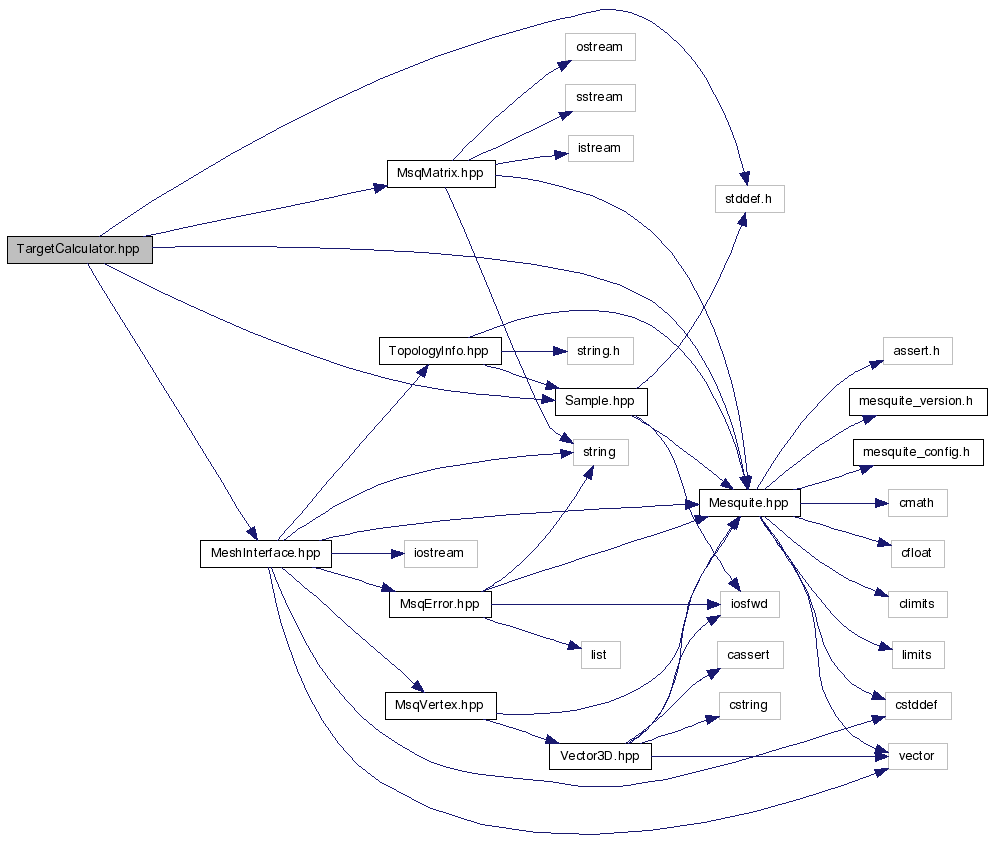 ostream
sstream
istream
MsqMatrix.hpp
stddef.h
TargetCalculator.hpp
TopologyInfo.hpp
string.h
assert.h
Sample.hpp
mesquite_version.h
string
mesquite_config.h
Mesquite.hpp
cmath
MeshInterface.hpp
iostream
cfloat
MsqError.hpp
iosfwd
climits
list
cassert
limits
MsqVertex.hpp
cstring
cstddef
Vector3D.hpp
vector